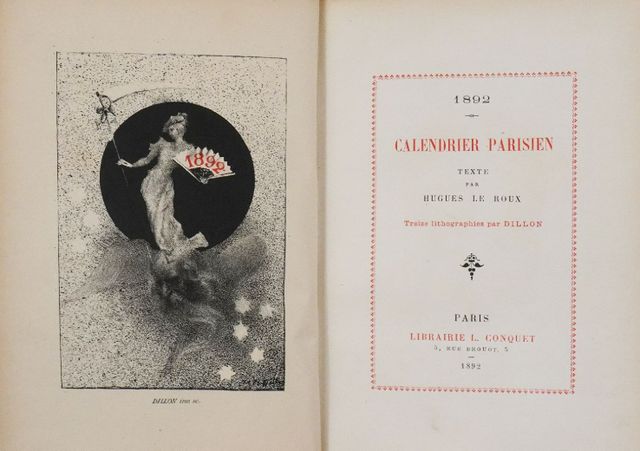 1892
DILLON inv sc.
1892
CALENDRIER PARISIEN
TEXTE
PAR
HUGUES LE ROUX
Treize lithographies par DILLON
PARIS
LIBRAIRIE L. CONQUET
5, RUE DROUOT, 5
1892